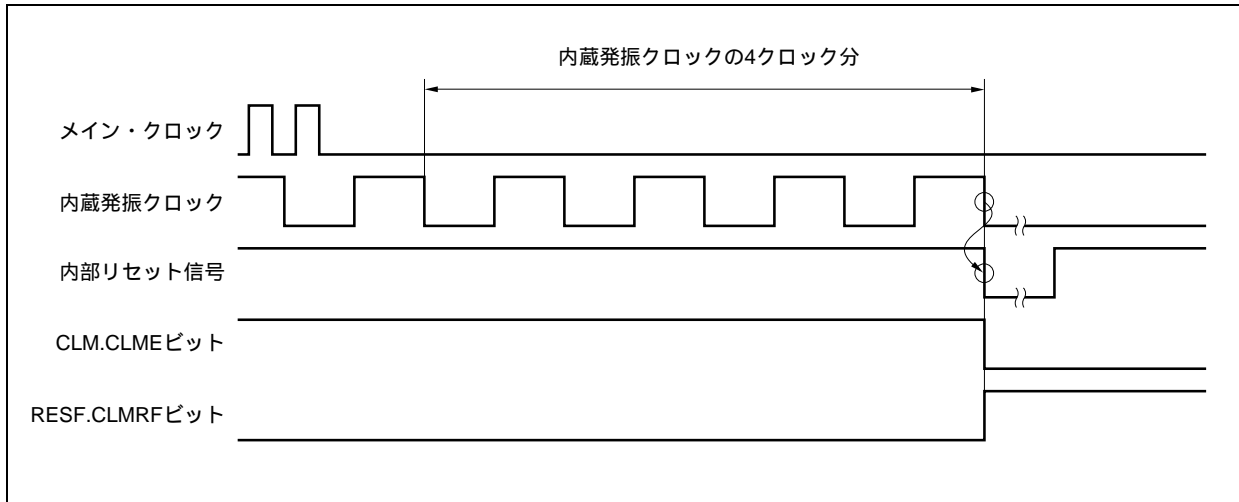 内蔵発振クロックの4クロック分
メイン・クロック
内蔵発振クロック
内部リセット信号
CLM.CLMEビット
RESF.CLMRFビット